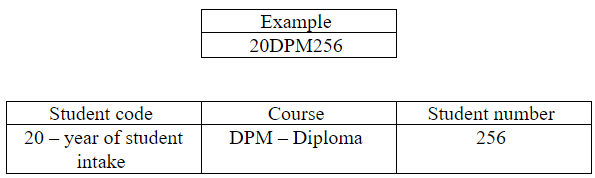 Example
20DPM256
Student code Course Student number
20 – year of student DPM – Diploma 256
intake